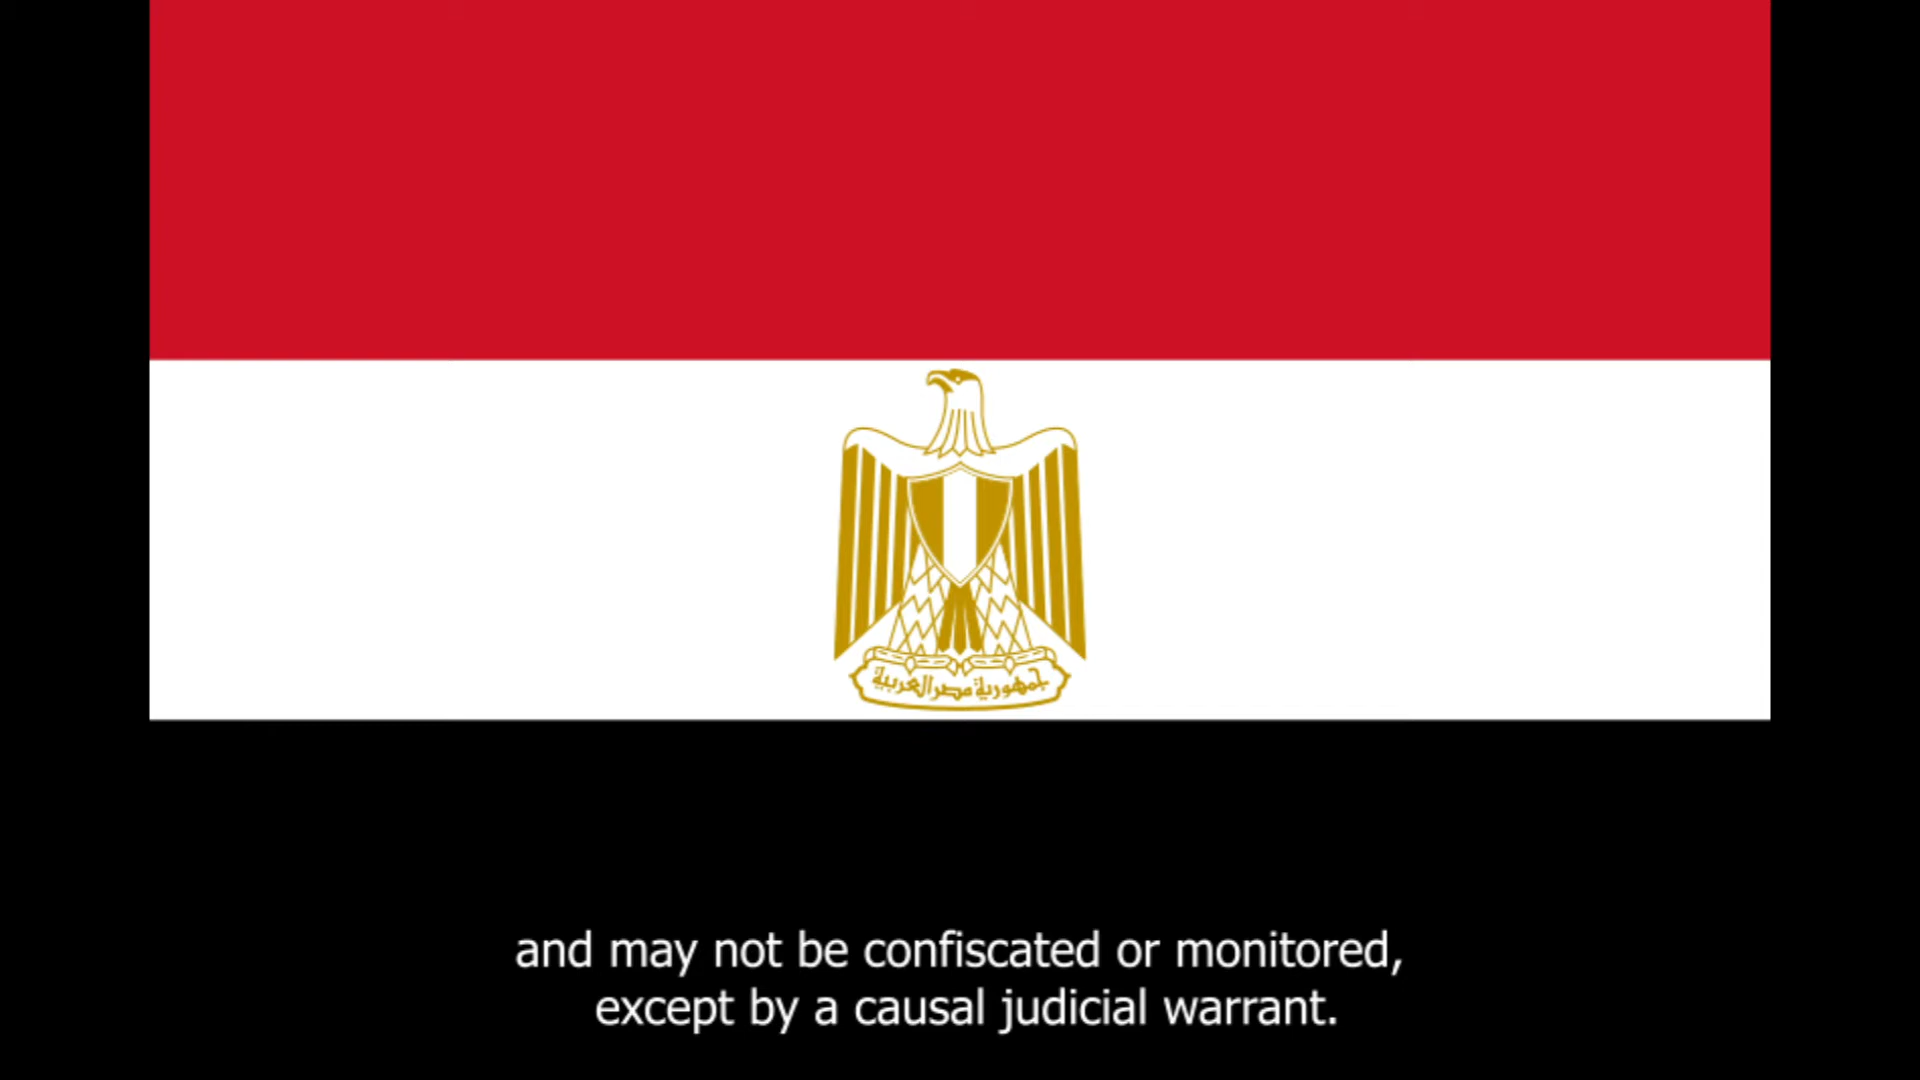 جمهورية مصر العربية
and may not be confiscated or monitored,
except by a causal judicial warrant.